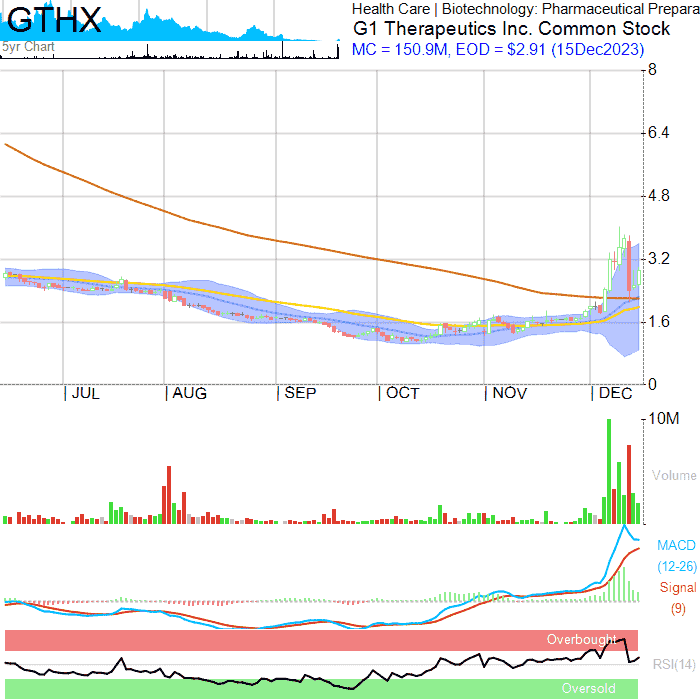 GTHX
5yr Chart
Health Care | Biotechnology: Pharmaceutical Prepara
G1 Therapeutics Inc. Common Stock
MC = 150.9M, EOD = $2.91 (15Dec2023)
8
6.4
4.8
3.2
1.6
0
| JUL | AUG | SEP | OCT | NOV | DEC
10M
Volume
MACD
(12-26)
Signal
(9)
Overbought
RSI(14)
Oversold